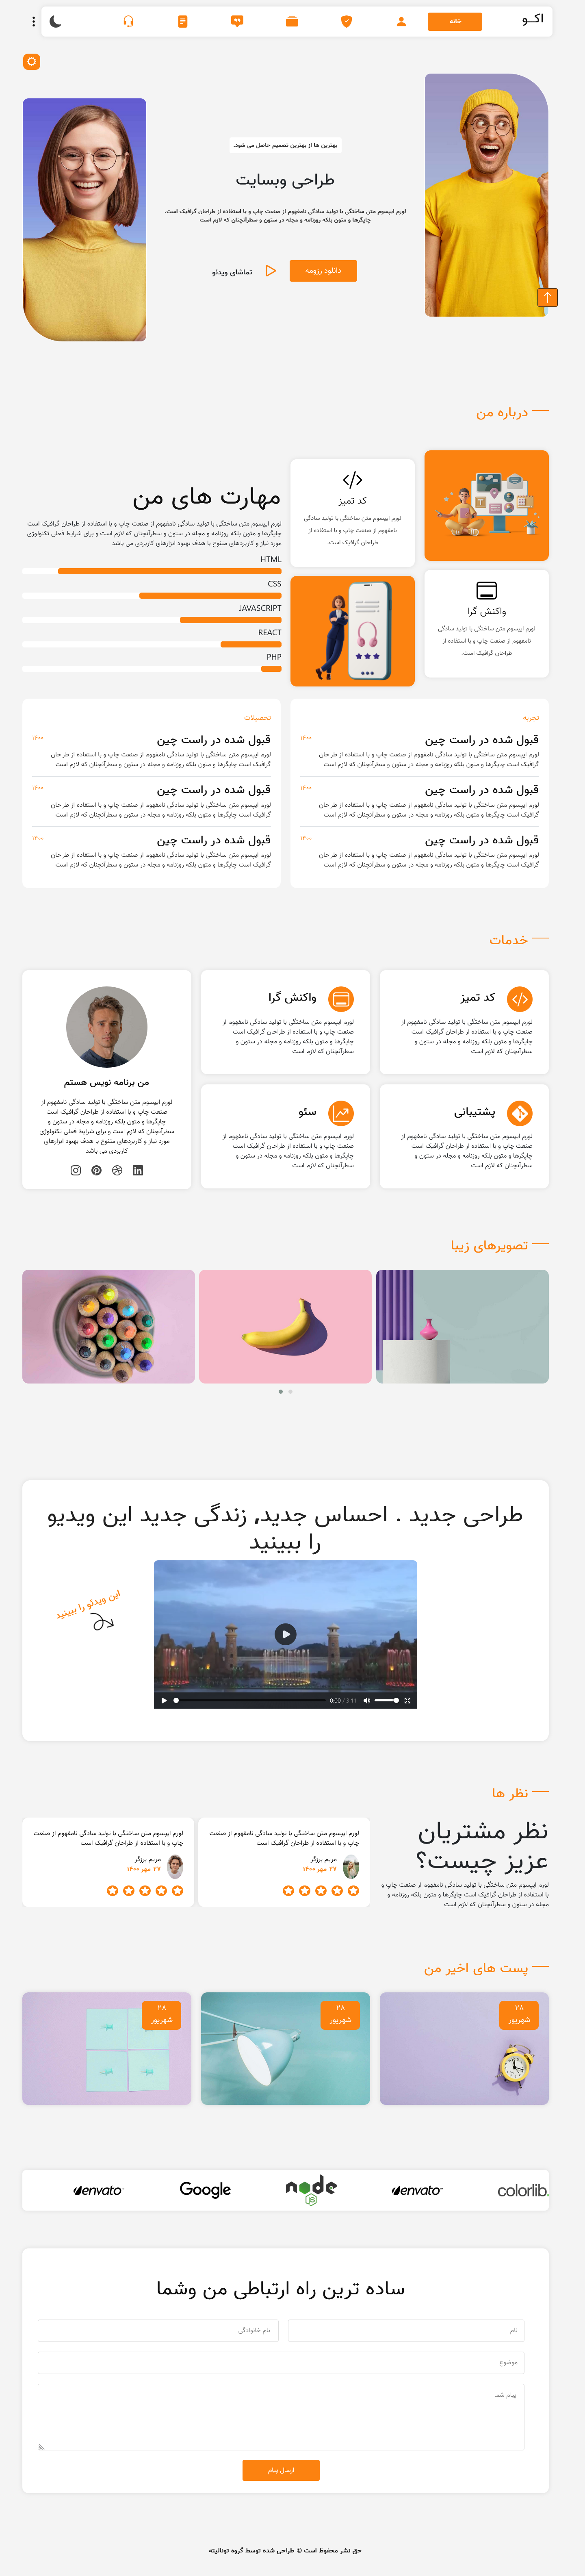 اکــو
خانه
بهترین ها از بهترین تصمیم حاصل می شود.
طراحی وبسایت
لورم ایپسوم متن ساختگی با تولید سادگی نامفهوم از صنعت چاپ و با استفاده از طراحان گرافیک است.
چاپگرها و متون بلکه روزنامه و مجله در ستون و سطرآنچنان که لازم است
دانلود رزومه
تماشای ویدئو
درباره من
کد تمیز
لورم ایپسوم متن ساختگی با تولید سادگی
نامفهوم از صنعت چاپ و با استفاده از
طراحان گرافیک است.
واکنش گرا
لورم ایپسوم متن ساختگی با تولید سادگی
نامفهوم از صنعت چاپ و با استفاده از
طراحان گرافیک است.
مهارت های من
لورم ایپسوم متن ساختگی با تولید سادگی نامفهوم از صنعت چاپ و با استفاده از طراحان گرافیک است
چاپگرها و متون بلکه روزنامه و مجله در ستون و سطرآنچنان که لازم است و برای شرایط فعلی تکنولوژی
مورد نیاز و کاربردهای متنوع با هدف بهبود ابزارهای کاربردی می باشد
HTML
CSS
JAVASCRIPT
REACT
PHP
تجربه
قبول شده در راست چین
۱۴۰۰
لورم ایپسوم متن ساختگی با تولید سادگی نامفهوم از صنعت چاپ و با استفاده از طراحان
گرافیک است چاپگرها و متون بلکه روزنامه و مجله در ستون و سطرآنچنان که لازم است
قبول شده در راست چین
۱۴۰۰
لورم ایپسوم متن ساختگی با تولید سادگی نامفهوم از صنعت چاپ و با استفاده از طراحان
گرافیک است چاپگرها و متون بلکه روزنامه و مجله در ستون و سطرآنچنان که لازم است
قبول شده در راست چین
۱۴۰۰
لورم ایپسوم متن ساختگی با تولید سادگی نامفهوم از صنعت چاپ و با استفاده از طراحان
گرافیک است چاپگرها و متون بلکه روزنامه و مجله در ستون و سطرآنچنان که لازم است
تحصیلات
قبول شده در راست چین
۱۴۰۰
لورم ایپسوم متن ساختگی با تولید سادگی نامفهوم از صنعت چاپ و با استفاده از طراحان
گرافیک است چاپگرها و متون بلکه روزنامه و مجله در ستون و سطرآنچنان که لازم است
قبول شده در راست چین
۱۴۰۰
لورم ایپسوم متن ساختگی با تولید سادگی نامفهوم از صنعت چاپ و با استفاده از طراحان
گرافیک است چاپگرها و متون بلکه روزنامه و مجله در ستون و سطرآنچنان که لازم است
قبول شده در راست چین
۱۴۰۰
لورم ایپسوم متن ساختگی با تولید سادگی نامفهوم از صنعت چاپ و با استفاده از طراحان
گرافیک است چاپگرها و متون بلکه روزنامه و مجله در ستون و سطرآنچنان که لازم است
خدمات
کد تمیز
لورم ایپسوم متن ساختگی با تولید سادگی نامفهوم از
صنعت چاپ و با استفاده از طراحان گرافیک است
چاپگرها و متون بلکه روزنامه و مجله در ستون و
سطرآنچنان که لازم است
واکنش گرا
لورم ایپسوم متن ساختگی با تولید سادگی نامفهوم از
صنعت چاپ و با استفاده از طراحان گرافیک است
چاپگرها و متون بلکه روزنامه و مجله در ستون و
سطرآنچنان که لازم است
پشتیبانی
لورم ایپسوم متن ساختگی با تولید سادگی نامفهوم از
صنعت چاپ و با استفاده از طراحان گرافیک است
چاپگرها و متون بلکه روزنامه و مجله در ستون و
سطرآنچنان که لازم است
سئو
لورم ایپسوم متن ساختگی با تولید سادگی نامفهوم از
صنعت چاپ و با استفاده از طراحان گرافیک است
چاپگرها و متون بلکه روزنامه و مجله در ستون و
سطرآنچنان که لازم است
من برنامه نویس هستم
لورم ایپسوم متن ساختگی با تولید سادگی نامفهوم از
صنعت چاپ و با استفاده از طراحان گرافیک است
چاپگرها و متون بلکه روزنامه و مجله در ستون و
سطرآنچنان که لازم است و برای شرایط فعلی تکنولوژی
مورد نیاز و کاربردهای متنوع با هدف بهبود ابزارهای
کاربردی می باشد
تصویرهای زیبا
طراحی جدید . احساس جدید, زندگی جدید این ویدیو
را ببینید
این ویدئو را ببینید
0:00 / 3:11
نظر ها
نظر مشتریان
عزیز چیست؟
لورم ایپسوم متن ساختگی با تولید سادگی نامفهوم از صنعت چاپ و
با استفاده از طراحان گرافیک است چاپگرها و متون بلکه روزنامه و
مجله در ستون و سطرآنچنان که لازم است
لورم ایپسوم متن ساختگی با تولید سادگی نامفهوم از صنعت
چاپ و با استفاده از طراحان گرافیک است
مریم برزگر
۲۷ مهر ۱۴۰۰
لورم ایپسوم متن ساختگی با تولید سادگی نامفهوم از صنعت
چاپ و با استفاده از طراحان گرافیک است
مریم برزگر
۲۷ مهر ۱۴۰۰
پست های اخیر من
۲۸
شهریور
۲۸
شهریور
۲۸
شهریور
envato
Google
node
JS
envato
colorlib.
ساده ترین راه ارتباطی من وشما
نام
نام خانوادگی
موضوع
پیام شما
ارسال پیام
حق نشر محفوظ است © طراحی شده توسط گروه تونالیته